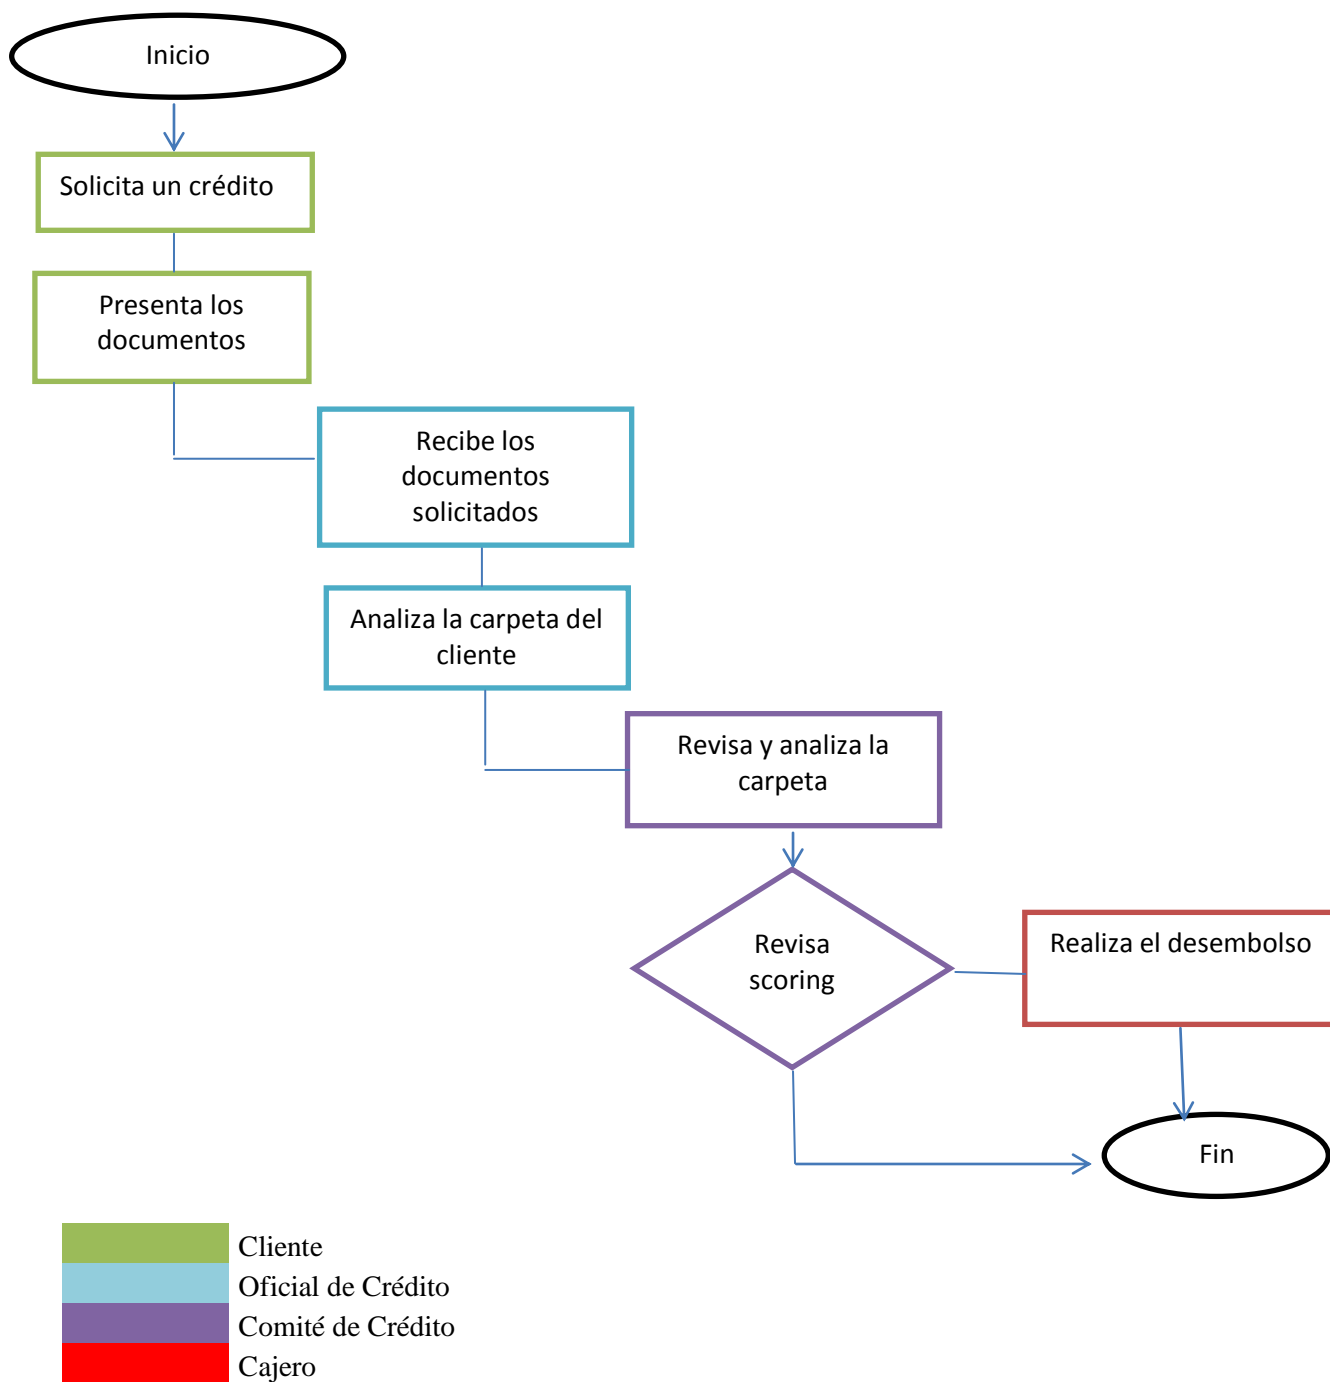 Inicio
Solicita un crédito
Presenta los
documentos
Recibe los
documentos
solicitados
Analiza la carpeta del
cliente
Revisa y analiza la
carpeta
Revisa
scoring
Realiza el desembolso
Fin
Cliente
Oficial de Crédito
Comité de Crédito
Cajero